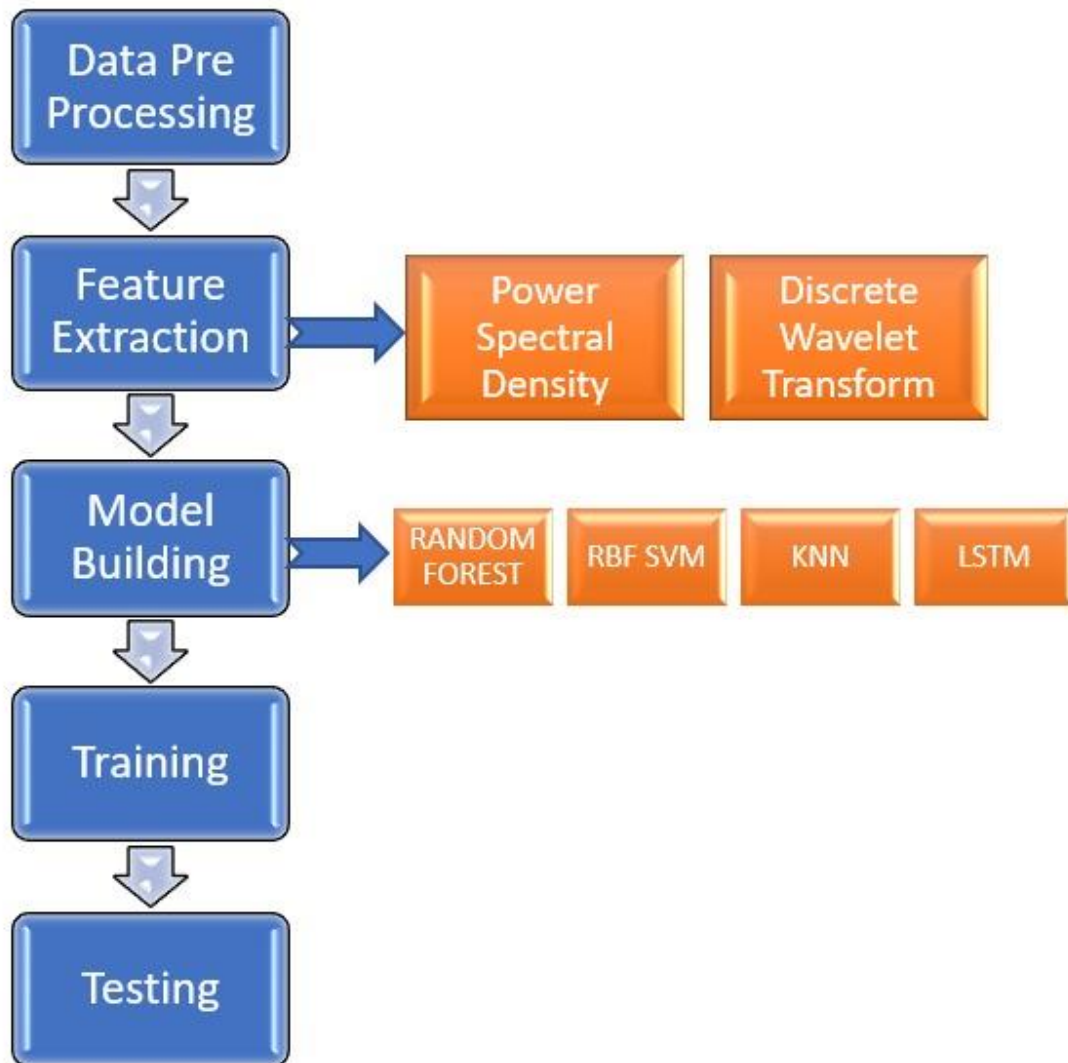 Data Pre
Processing
Feature
Extraction
Power
Spectral
Density
Discrete
Wavelet
Transform
Model
Building
RANDOM
FOREST
RBF SVM
KNN
LSTM
Training
Testing